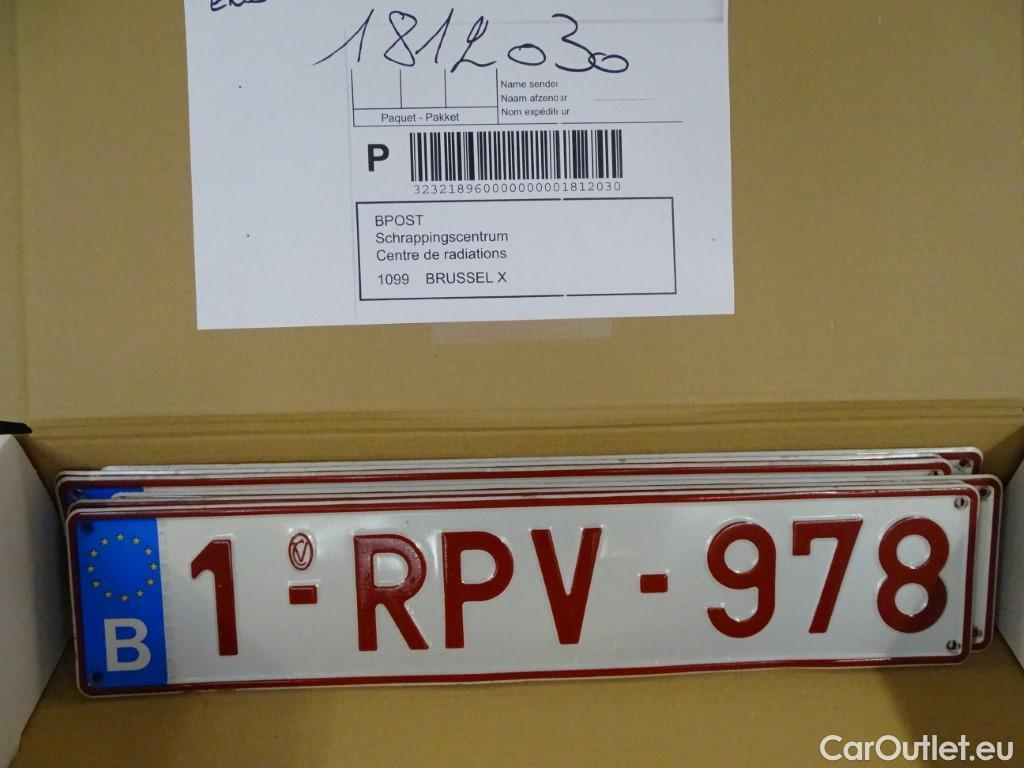 1812030
Name sender
Naam afzender
Nom expéditeur
Paquet - Pakket
P
323218960000000001812030
BPOST
Schrappingscentrum
Centre de radiations
1099 BRUSSEL X
B 1-RPV-978
CarOutlet.eu